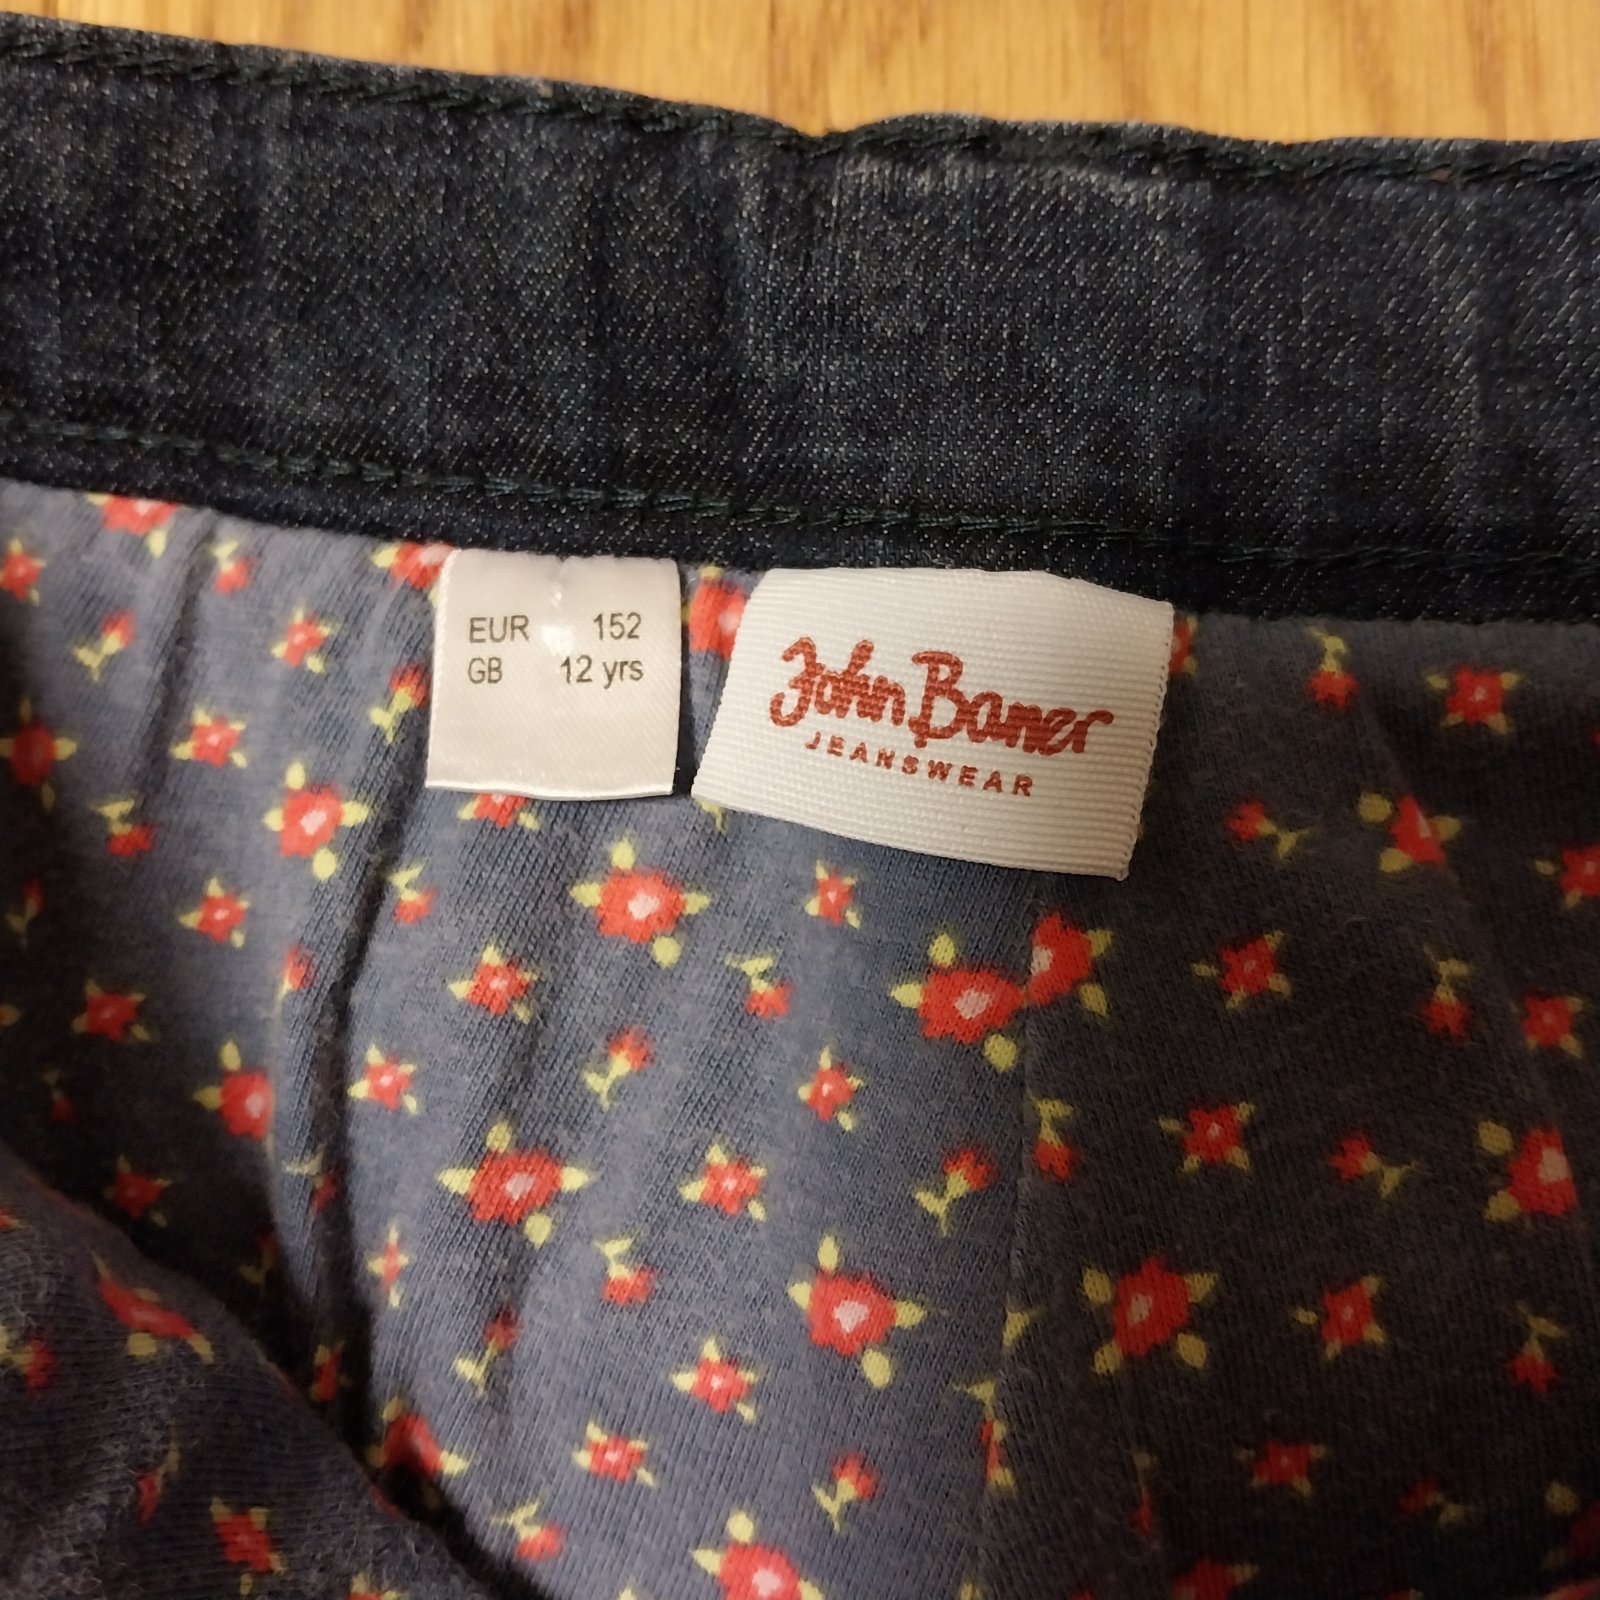 EUR 152
GB 12 yrs
John Baner
JEANSWEAR